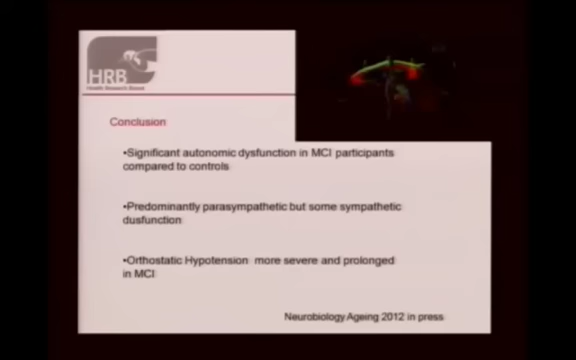 HRB
Health Research Board
Conclusion
•Significant autonomic dysfunction in MCI participants
compared to controls
•Predominantly parasympathetic but some sympathetic
dusfunction
•Orthostatic Hypotension more severe and prolonged
in MCI
Neurobiology Ageing 2012 in press